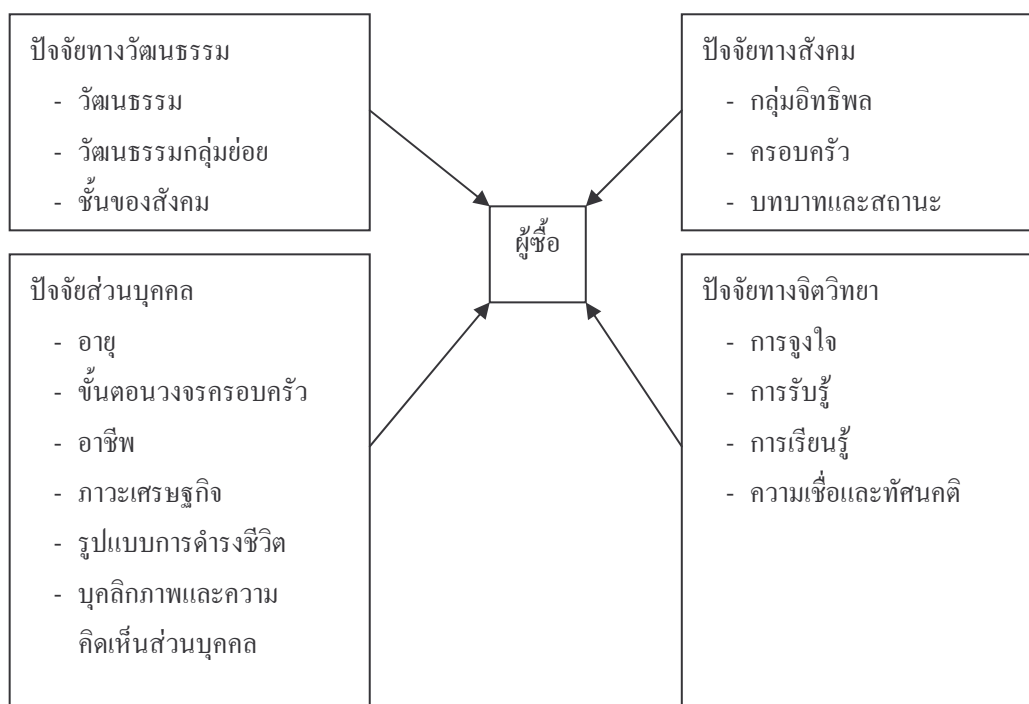 ปัจจัยทางวัฒนธรรม
- วัฒนธรรม
- วัฒนธรรมกลุ่มย่อย
- ชั้นของสังคม
ปัจจัยทางสังคม
- กลุ่มอิทธิพล
- ครอบครัว
- บทบาทและสถานะ
ผู้ซื้อ
ปัจจัยส่วนบุคคล
- อายุ
- ขั้นตอนวงจรครอบครัว
- อาชีพ
- ภาวะเศรษฐกิจ
- รูปแบบการดำรงชีวิต
- บุคลิกภาพและความ
คิดเห็นส่วนบุคคล
ปัจจัยทางจิตวิทยา
- การจูงใจ
- การรับรู้
- การเรียนรู้
- ความเชื่อและทัศนคติ